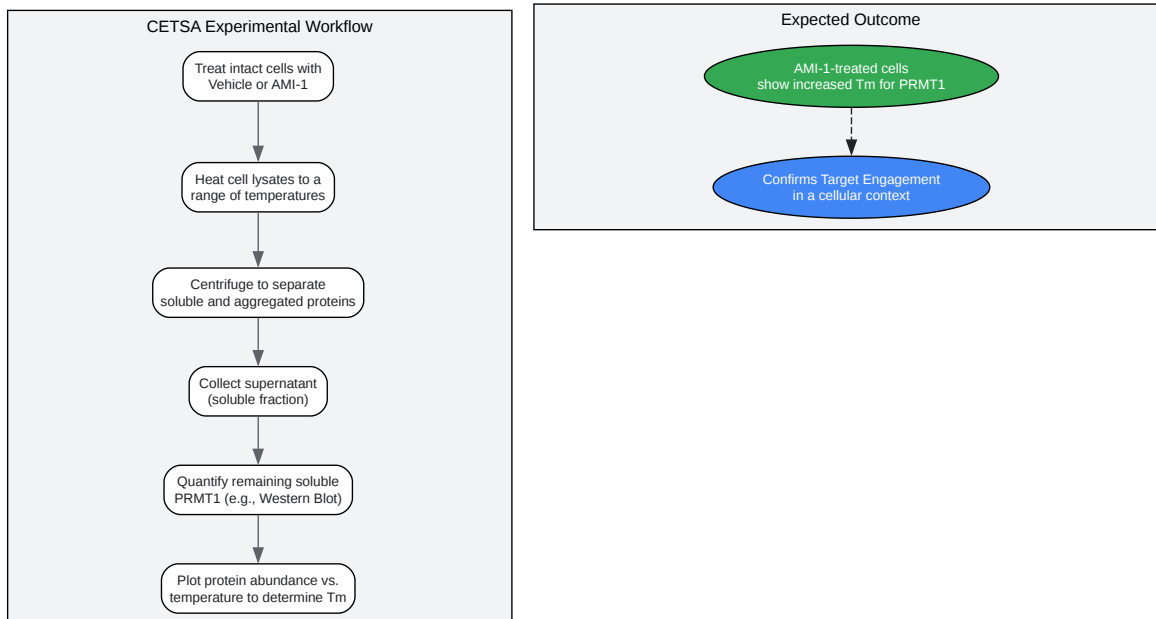 CETSA Experimental Workflow
Treat intact cells with
Vehicle or AMI-1
Heat cell lysates to a
range of temperatures
Centrifuge to separate
soluble and aggregated proteins
Collect supernatant
(soluble fraction)
Quantify remaining soluble
PRMT1 (e.g., Western Blot)
Plot protein abundance vs.
temperature to determine Tm
Expected Outcome
AMI-1-treated cells
show increased Tm for PRMT1
Confirms Target Engagement
in a cellular context